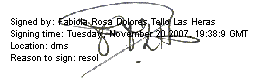 Signed by: Fabiola Rosa Dolores Tello Las Heras
Signing time: Tuesday, November 20 2007, 19:38:9 GMT
Location: dms
Reason to sign: resol